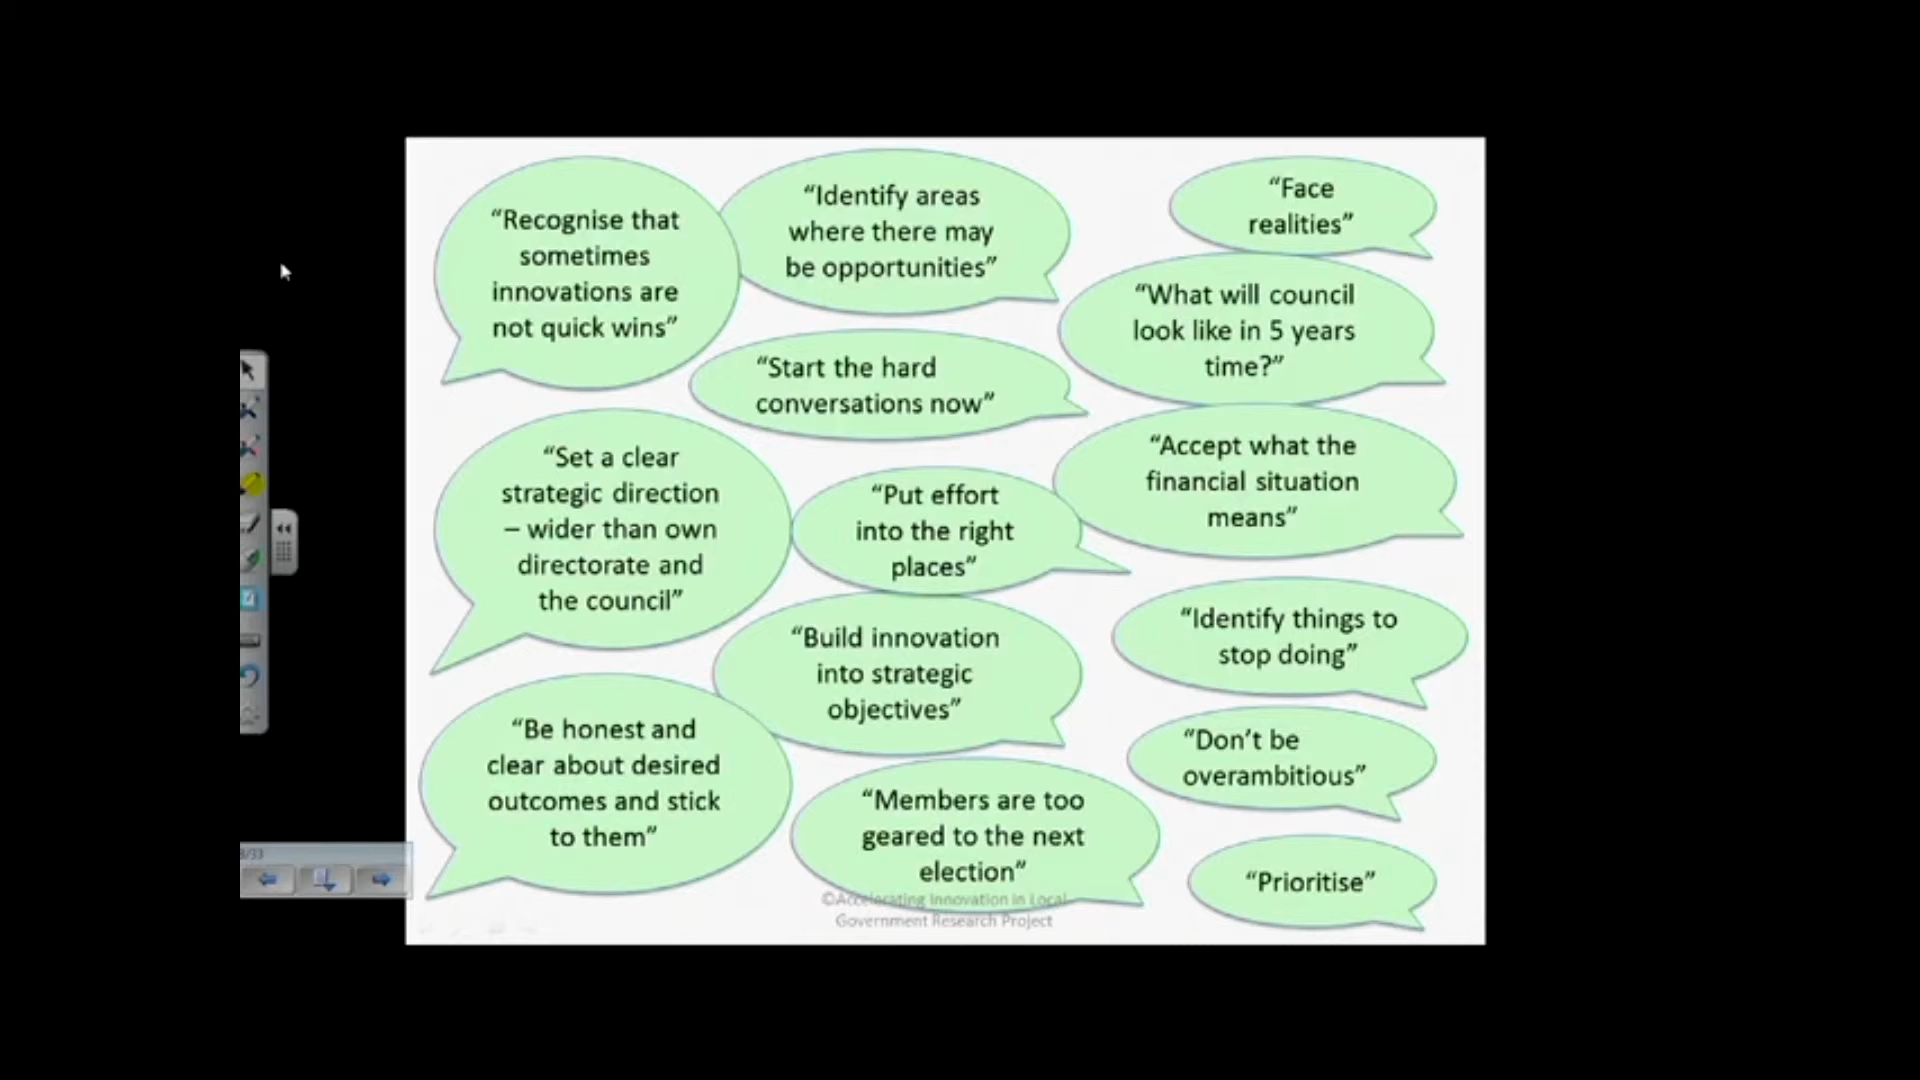 “Recognise that
sometimes
innovations are
not quick wins”
“Identify areas
where there may
be opportunities”
“Face
realities”
“What will council
look like in 5 years
time?”
“Start the hard
conversations now”
“Set a clear
strategic direction
– wider than own
directorate and
the council”
“Put effort
into the right
places”
“Accept what the
financial situation
means”
“Build innovation
into strategic
objectives”
“Identify things to
stop doing”
“Be honest and
clear about desired
outcomes and stick
to them”
“Don’t be
overambitious”
“Members are too
geared to the next
election”
“Prioritise”
©Accelerating Innovation in Local
Government Research Project